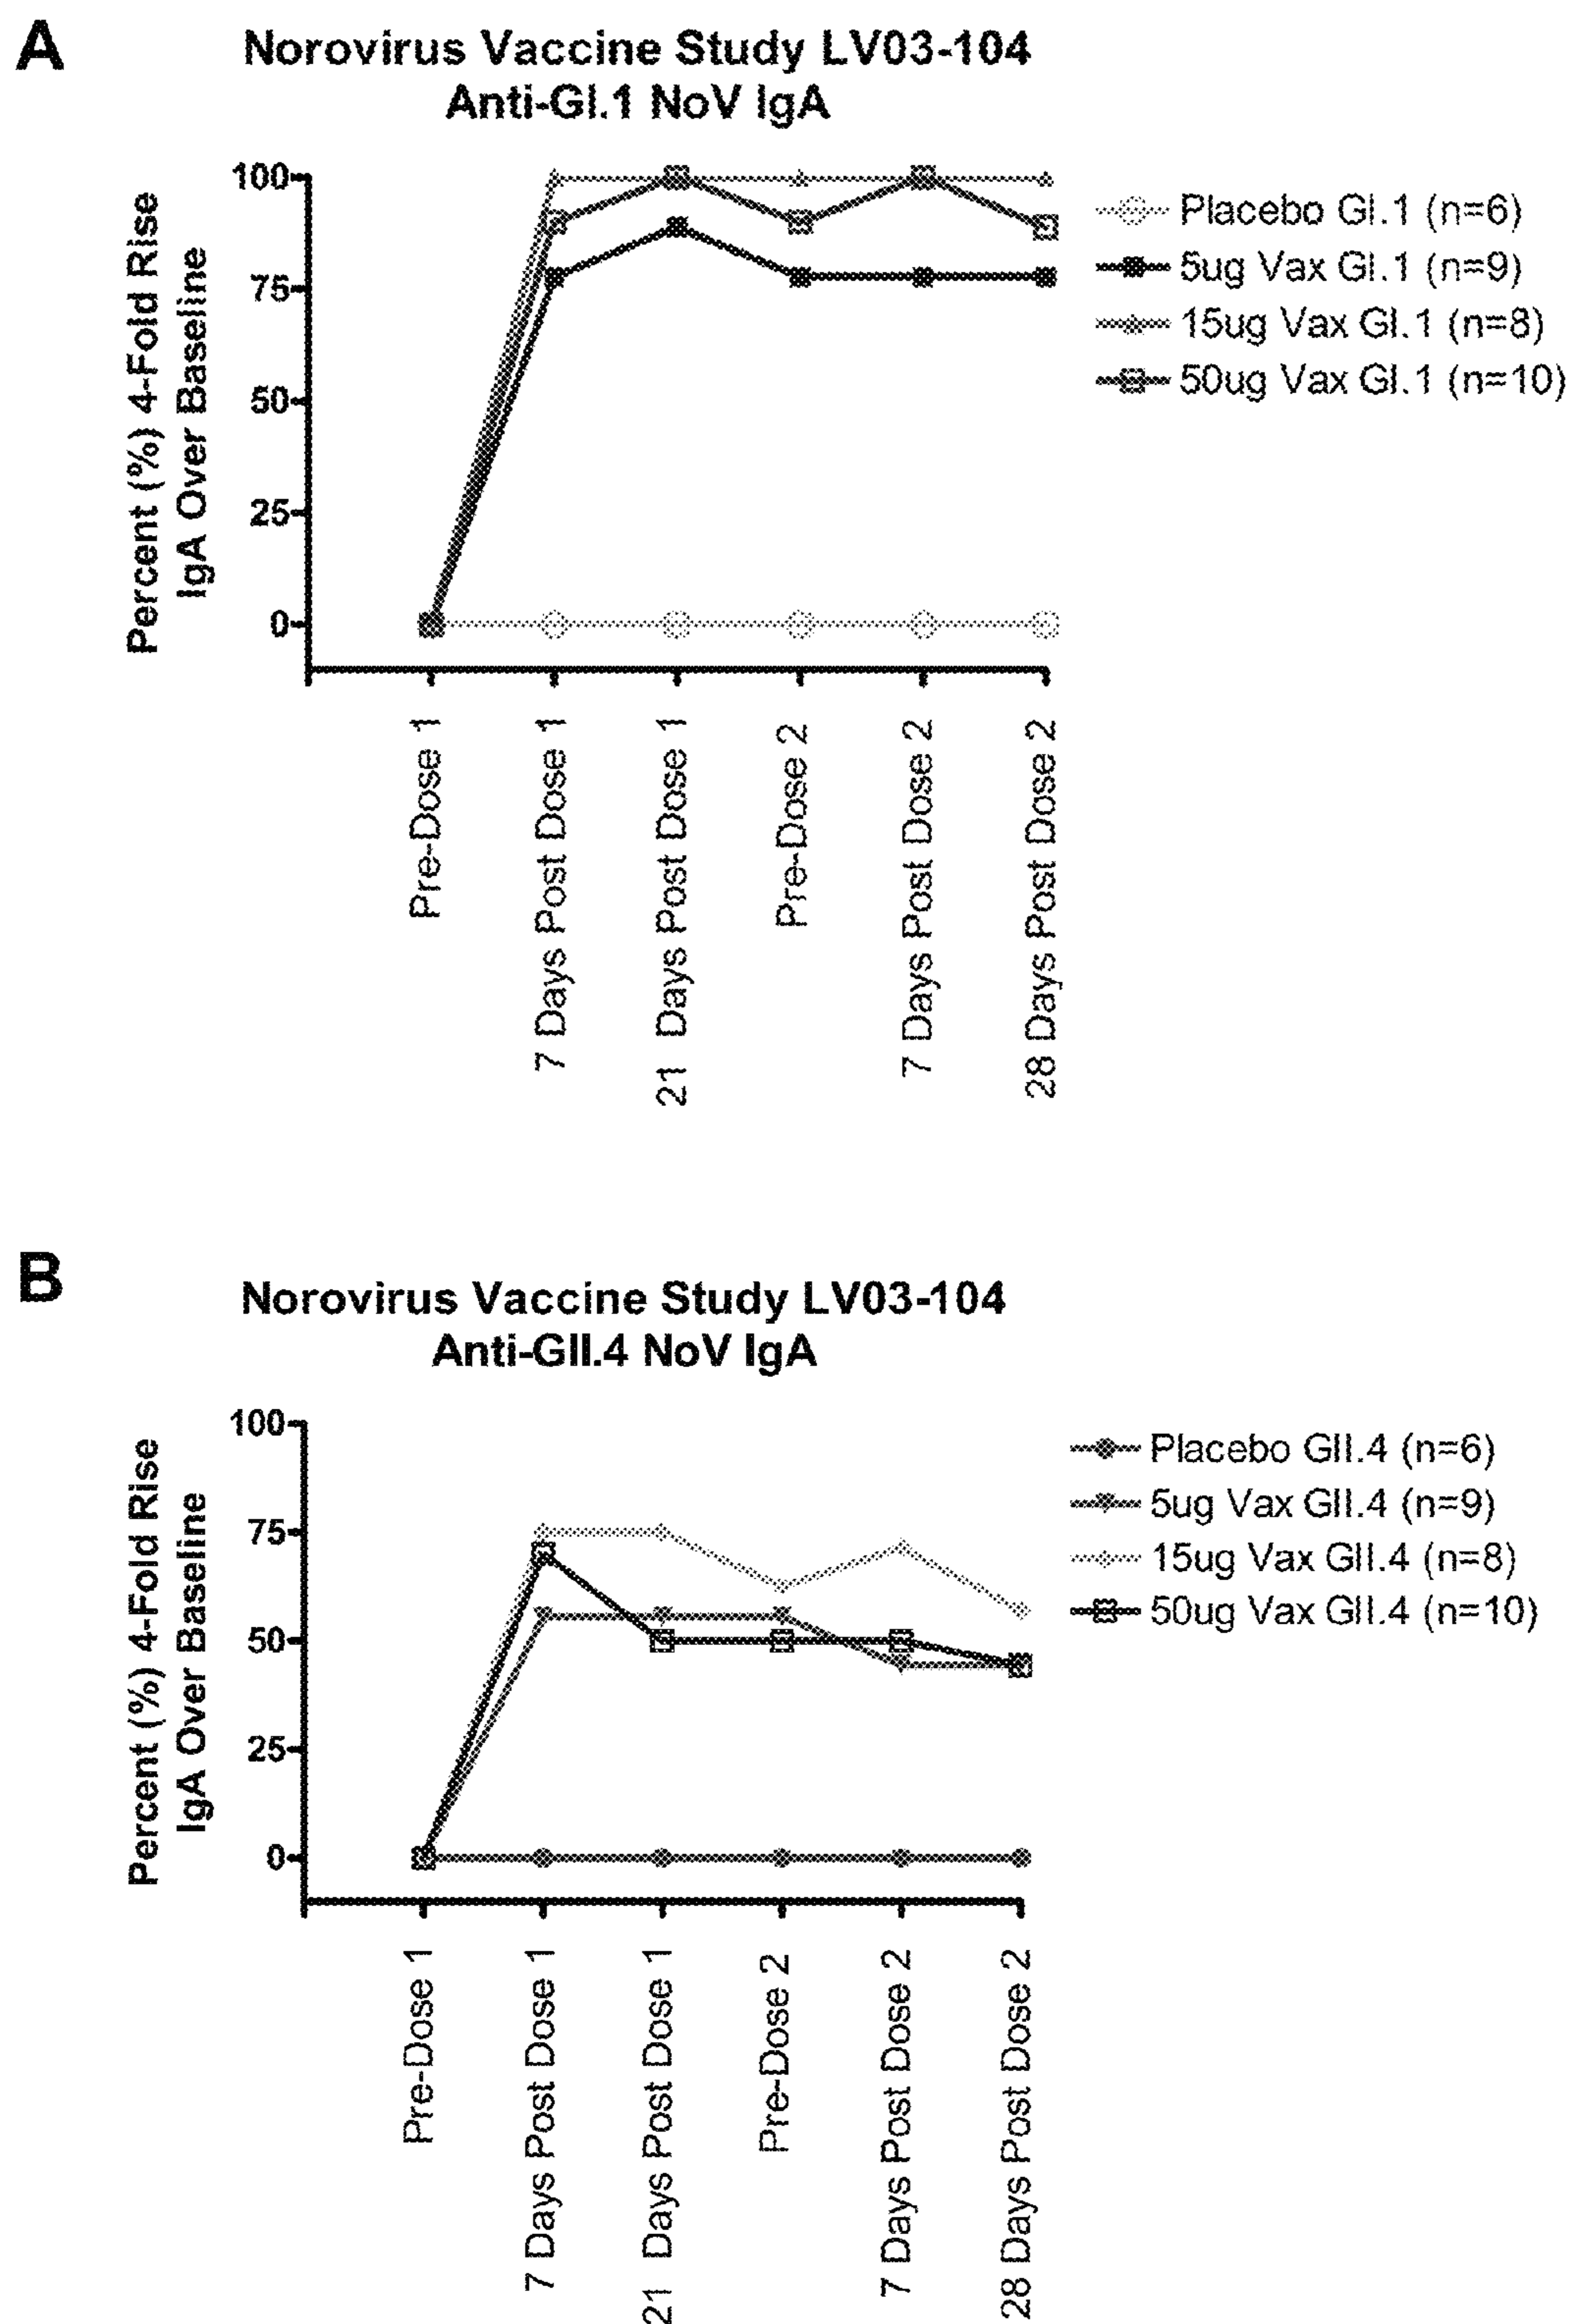 A
Norovirus Vaccine Study LV03-104
Anti-GI.1 NoV IgA
Percent (%) 4-Fold Rise
IgA Over Baseline
100
75
50
25
0
Placebo GI.1 (n=6)
5ug Vax GI.1 (n=9)
15ug Vax GI.1 (n=8)
50ug Vax GI.1 (n=10)
Pre-Dose 1
7 Days Post Dose 1
21 Days Post Dose 1
Pre-Dose 2
7 Days Post Dose 2
28 Days Post Dose 2
B
Norovirus Vaccine Study LV03-104
Anti-GII.4 NoV IgA
Percent (%) 4-Fold Rise
IgA Over Baseline
100
75
50
25
0
Placebo GII.4 (n=6)
5ug Vax GII.4 (n=9)
15ug Vax GII.4 (n=8)
50ug Vax GII.4 (n=10)
Pre-Dose 1
7 Days Post Dose 1
21 Days Post Dose 1
Pre-Dose 2
7 Days Post Dose 2
28 Days Post Dose 2